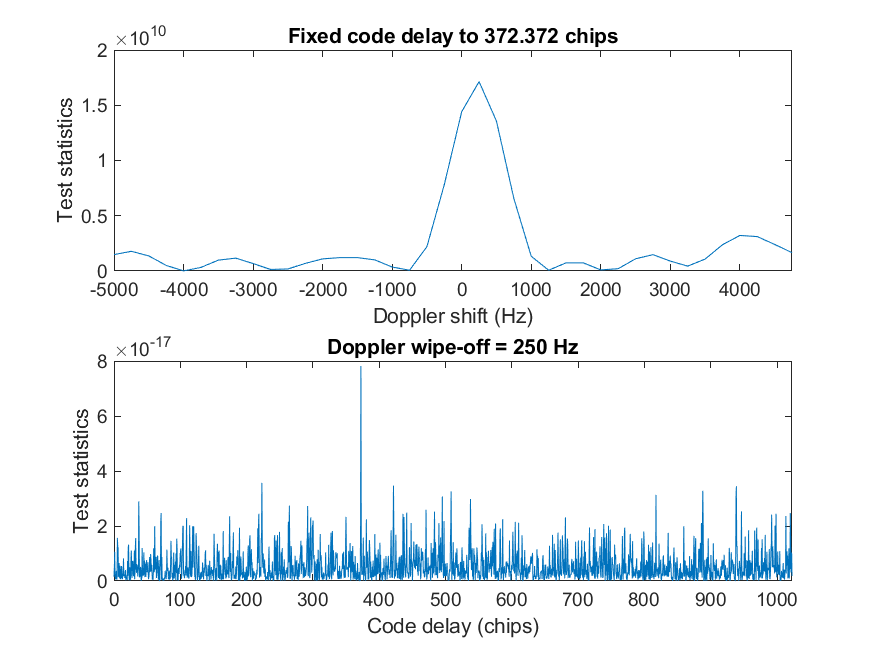 ×10^10
Fixed code delay to 372.372 chips
2
1.5
1
0.5
0
Test statistics
-5000 -4000 -3000 -2000 -1000 0 1000 2000 3000 4000
Doppler shift (Hz)
×10^-17
Doppler wipe-off = 250 Hz
8
6
4
2
0
Test statistics
0 100 200 300 400 500 600 700 800 900 1000
Code delay (chips)